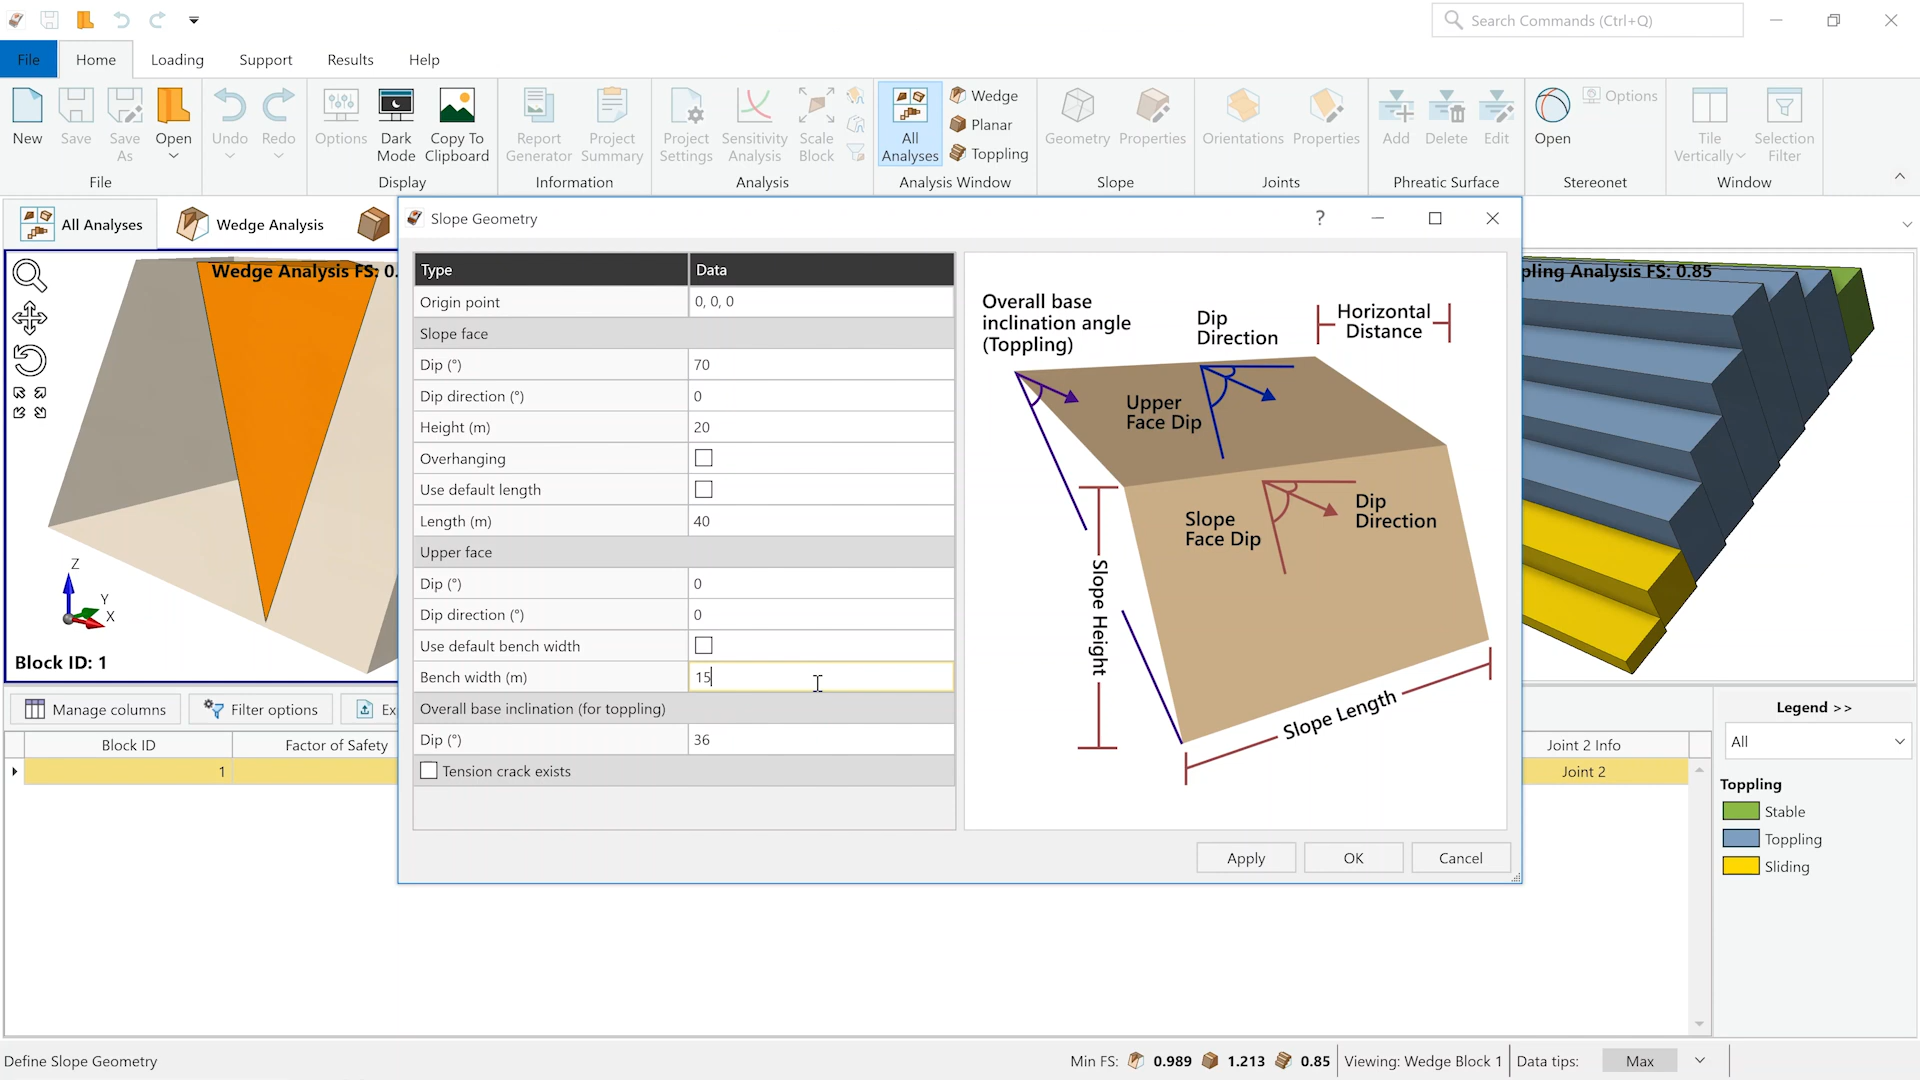 Search Commands (Ctrl+Q)
File
Home
Loading
Support
Results
Help
New
Save
Save As
Open
File
Undo
Redo
Options
Dark Mode
Copy To Clipboard
Display
Report Generator
Project Summary
Information
Project Settings
Sensitivity Analysis
Scale Block
Analysis
All Analyses
Wedge
Planar
Toppling
Analysis Window
Geometry
Properties
Slope
Orientations
Properties
Joints
Add
Delete
Edit
Phreatic Surface
Open
Options
Stereonet
Tile Vertically
Selection Filter
Window
All Analyses
Wedge Analysis
Slope Geometry
?
Wedge Analysis FS: 0.
Z
Y
X
Block ID: 1
Type
Data
Origin point
0, 0, 0
Slope face
Dip (°)
70
Dip direction (°)
0
Height (m)
20
Overhanging
Use default length
Length (m)
40
Upper face
Dip (°)
0
Dip direction (°)
0
Use default bench width
Bench width (m)
15
Overall base inclination (for toppling)
Dip (°)
36
Tension crack exists
Overall base
inclination angle
(Toppling)
Dip
Direction
Horizontal
Distance
Upper
Face Dip
Slope
Face Dip
Dip
Direction
Slope Height
Slope Length
Apply
OK
Cancel
pling Analysis FS: 0.85
Manage columns
Filter options
Ex
Block ID
Factor of Safety
Joint 2 Info
1
Joint 2
Legend >>
All
Toppling
Stable
Toppling
Sliding
Define Slope Geometry
Min FS:
0.989
1.213
0.85
Viewing: Wedge Block 1
Data tips:
Max